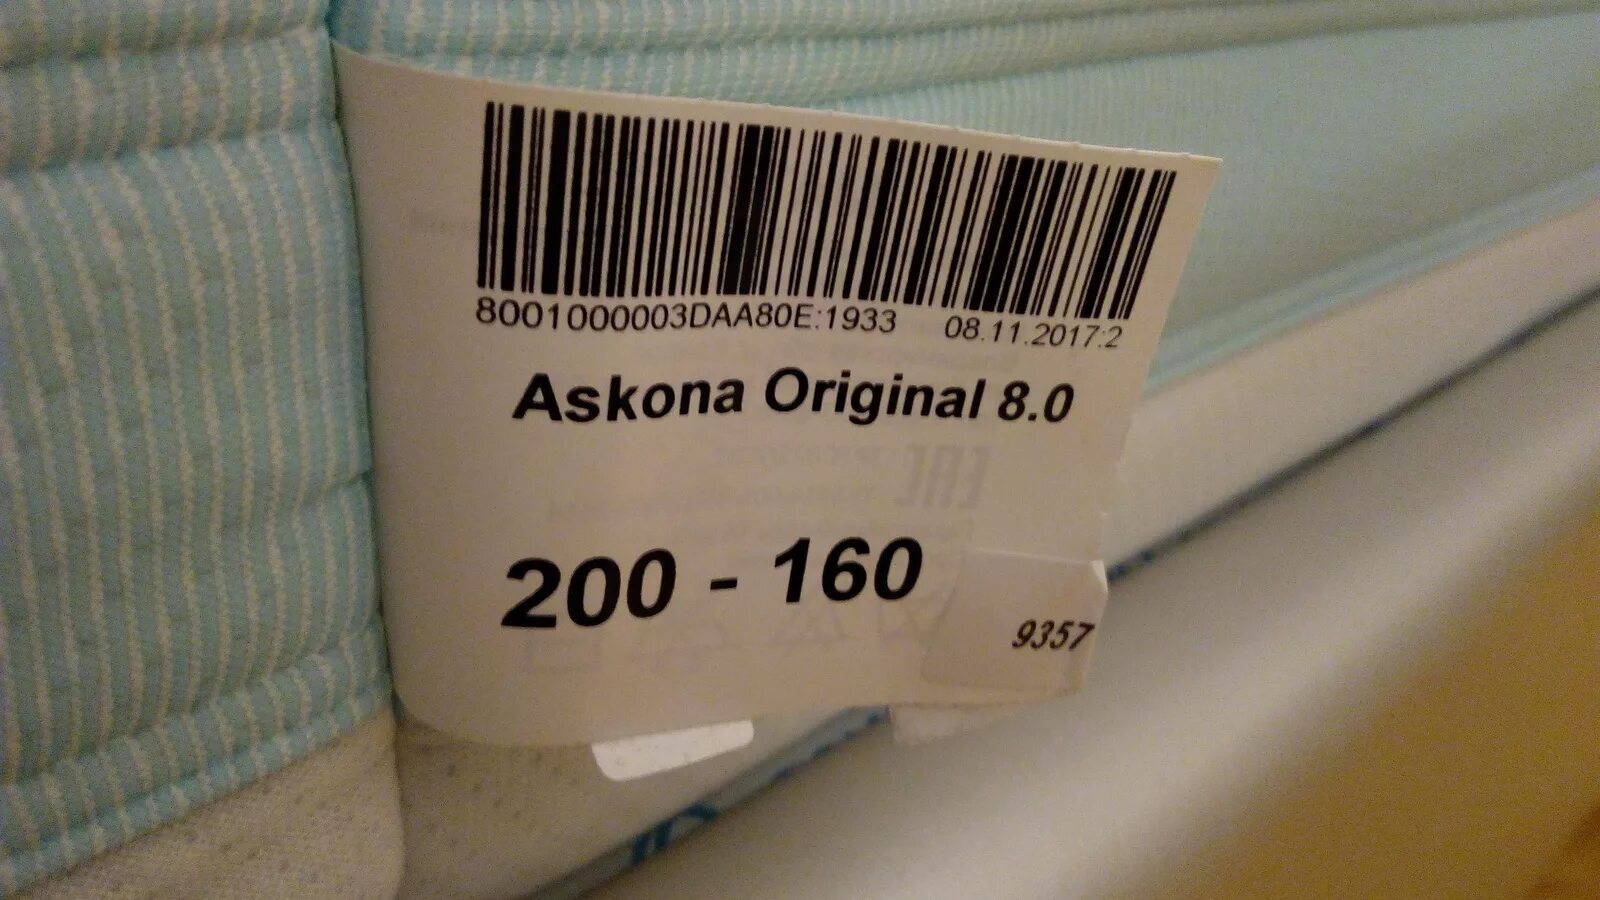 8001000003DAA80E:1933 08.11.2017:2
Askona Original 8.0
200 - 160
9357